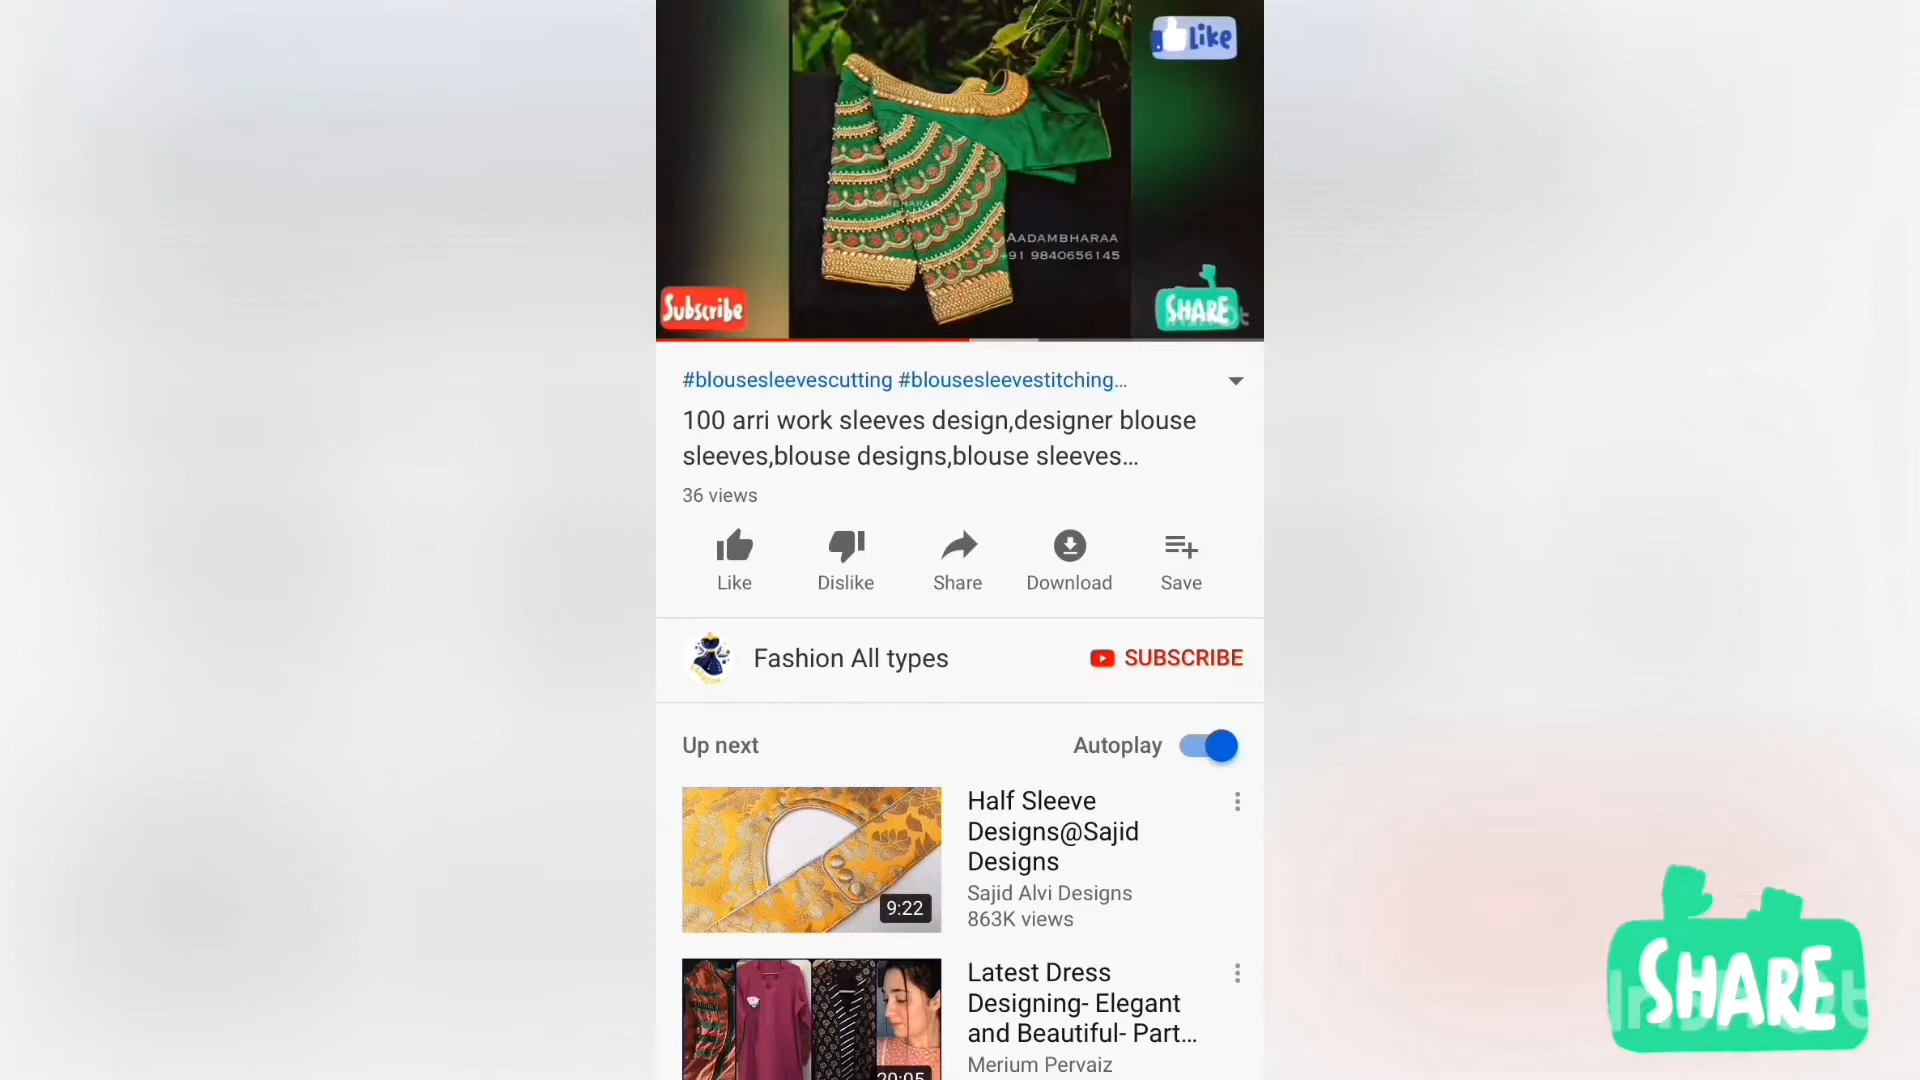 Like
AADAMBHARAA
+91 9840656145
Subscribe
SHARE
#blousesleevescutting #blousesleevestitching...
100 arri work sleeves design,designer blouse
sleeves,blouse designs,blouse sleeves...
36 views
Like
Dislike
Share
Download
Save
Fashion All types
SUBSCRIBE
Up next
Autoplay
Half Sleeve
Designs@Sajid
Designs
Sajid Alvi Designs
863K views
9:22
Latest Dress
Designing- Elegant
and Beautiful- Part...
Merium Pervaiz
20:05
SHARE